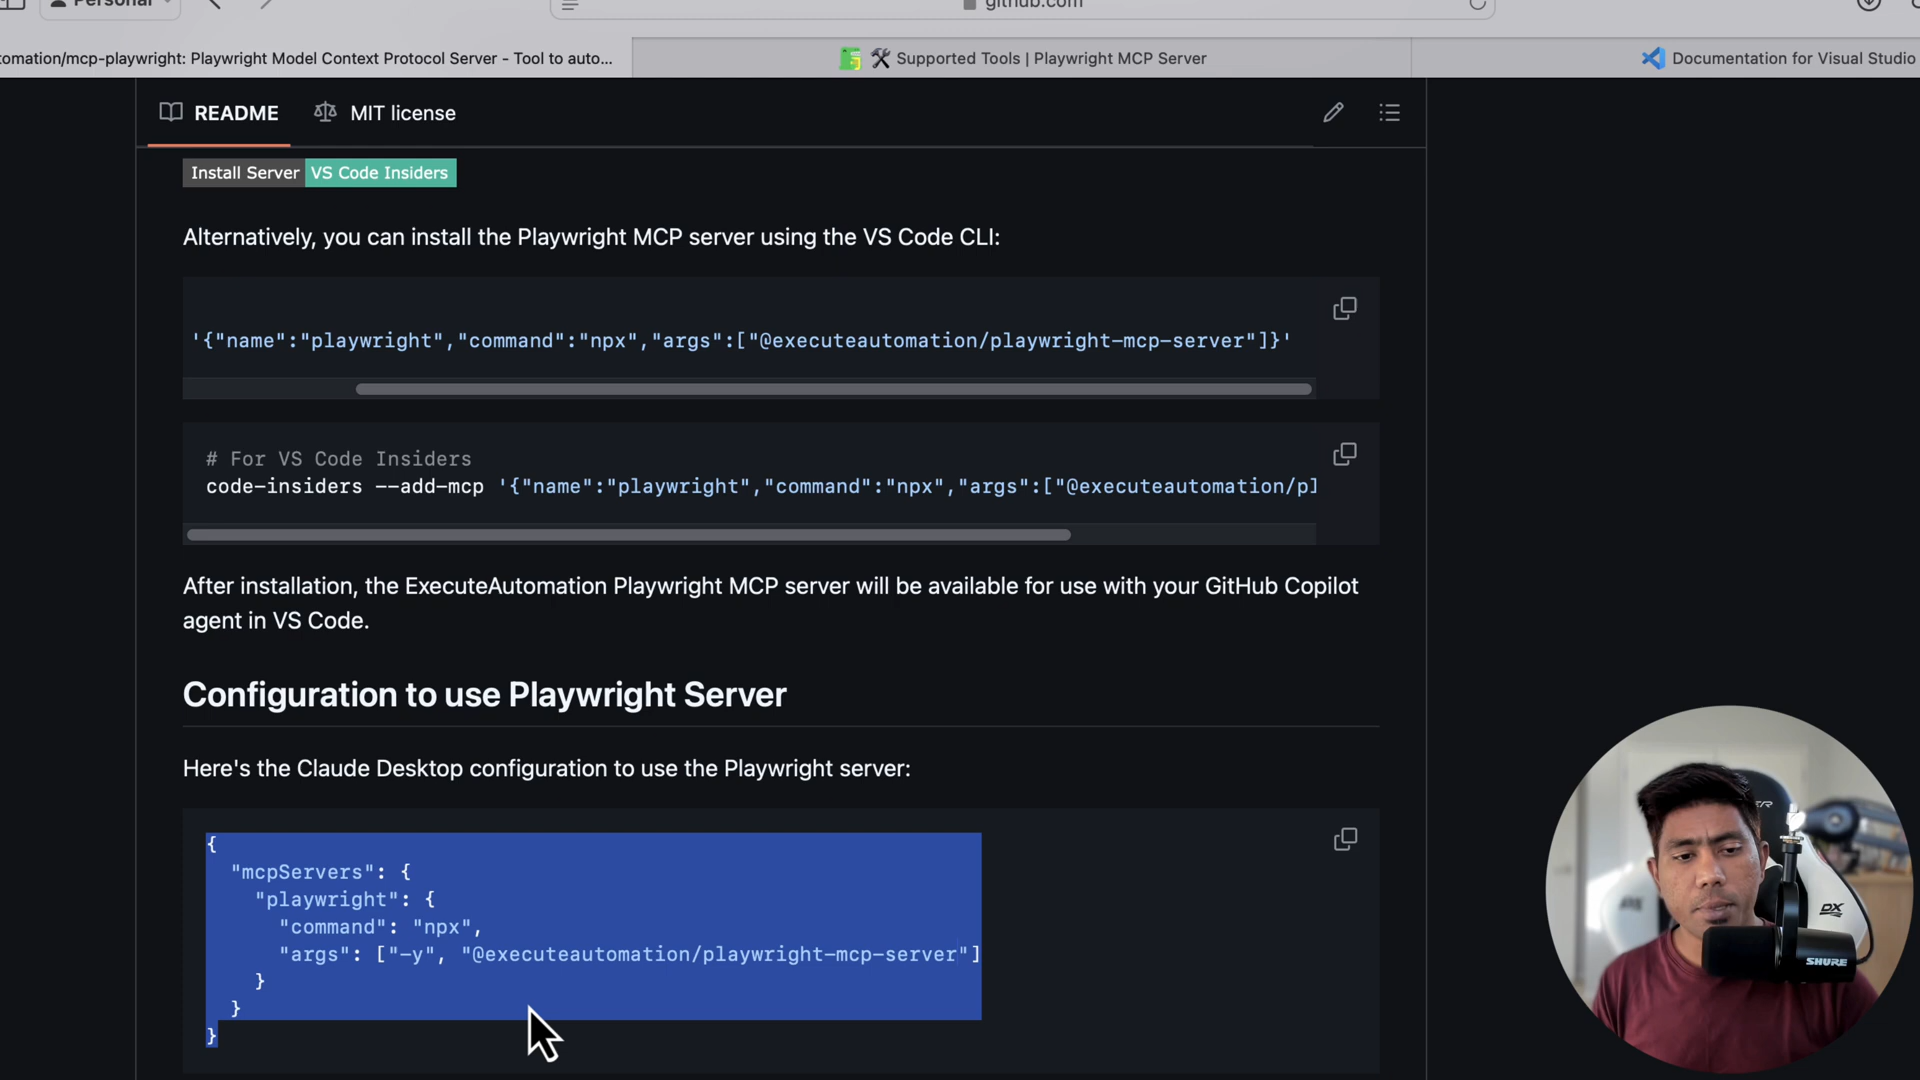 Personal
github.com
omation/mcp-playwright: Playwright Model Context Protocol Server - Tool to auto...
Supported Tools | Playwright MCP Server
Documentation for Visual Studio
README
MIT license
Install Server VS Code Insiders
Alternatively, you can install the Playwright MCP server using the VS Code CLI:
'{"name":"playwright","command":"npx","args":["@executeautomation/playwright-mcp-server"]}'
# For VS Code Insiders
code-insiders --add-mcp '{"name":"playwright","command":"npx","args":["@executeautomation/pl
After installation, the ExecuteAutomation Playwright MCP server will be available for use with your GitHub Copilot
agent in VS Code.
Configuration to use Playwright Server
Here's the Claude Desktop configuration to use the Playwright server:
{
"mcpServers": {
"playwright": {
"command": "npx",
"args": ["-y", "@executeautomation/playwright-mcp-server"]
}
}
}
DX
SHURE